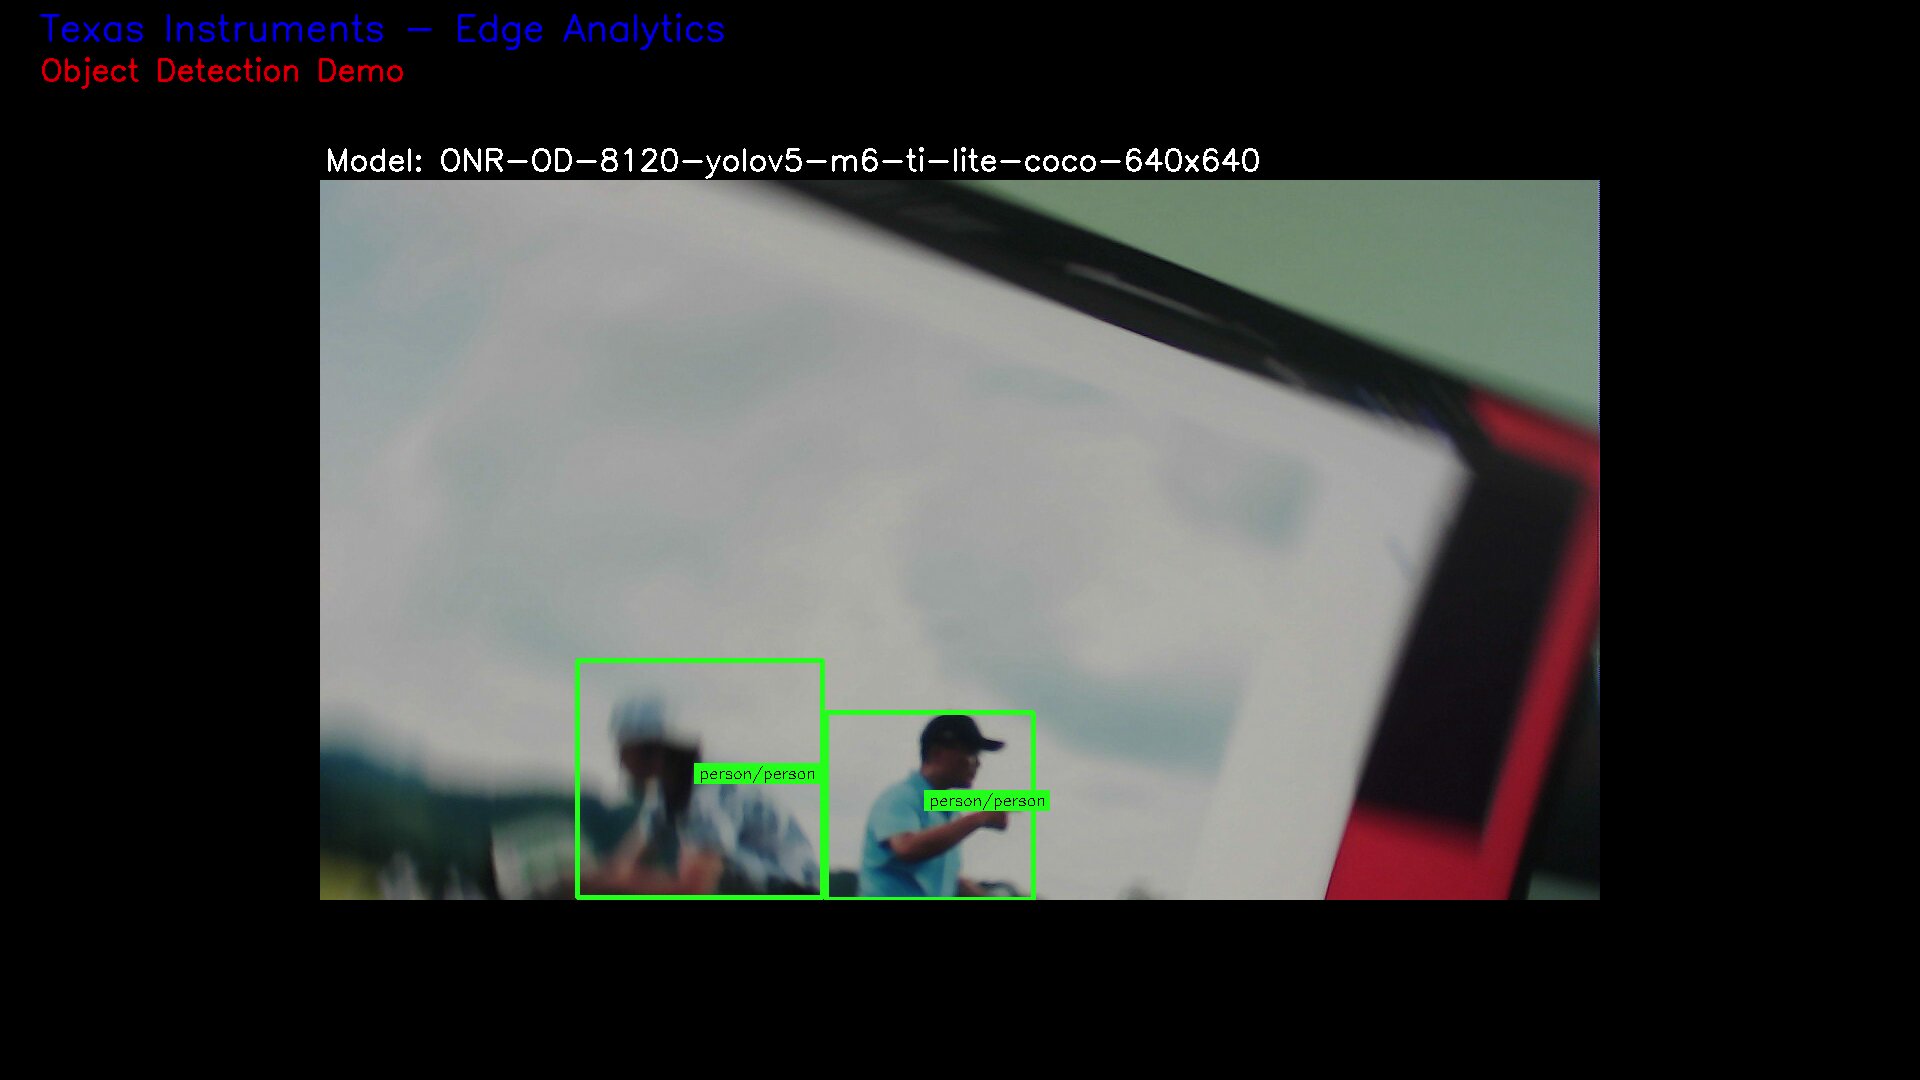 Texas Instruments - Edge Analytics
Object Detection Demo
Model: ONR-OD-8120-yolov5-m6-ti-lite-coco-640x640
person/person
person/person